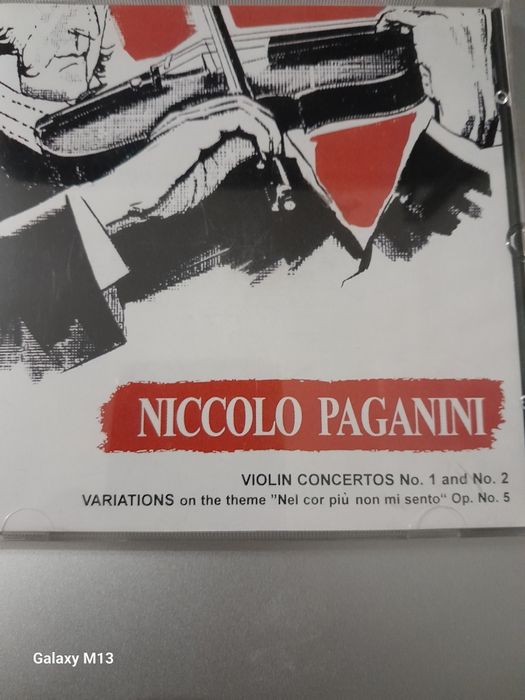 NICCOLO PAGANINI
VIOLIN CONCERTOS No. 1 and No. 2
VARIATIONS on the theme "Nel cor più non mi sento“ Op. No. 5
Galaxy M13